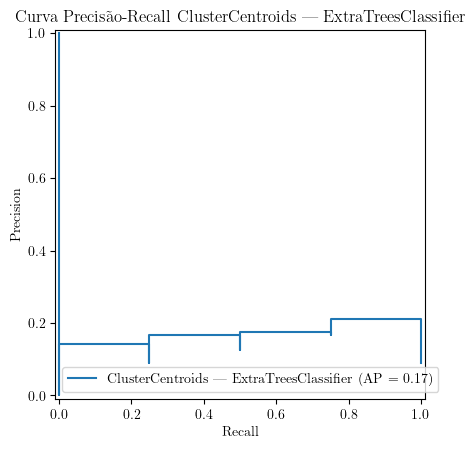 Curva Precisão-Recall ClusterCentroids — ExtraTreesClassifier
1.0
0.8
0.6
0.4
0.2
0.0
Precision
ClusterCentroids — ExtraTreesClassifier (AP = 0.17)
0.0 0.2 0.4 0.6 0.8 1.0
Recall